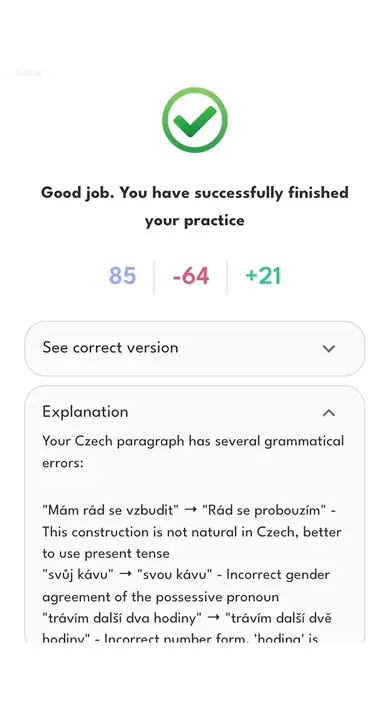 Good job. You have successfully finished
your practice
85 -64 +21
See correct version
Explanation
Your Czech paragraph has several grammatical
errors:
"Mám rád se vzbudit" → "Rád se probouzím" -
This construction is not natural in Czech, better
to use present tense
"svůj kávu" → "svou kávu" - Incorrect gender
agreement of the possessive pronoun
"trávím další dva hodiny" → "trávím další dvě
hodiny" - Incorrect number form, 'hodina' is